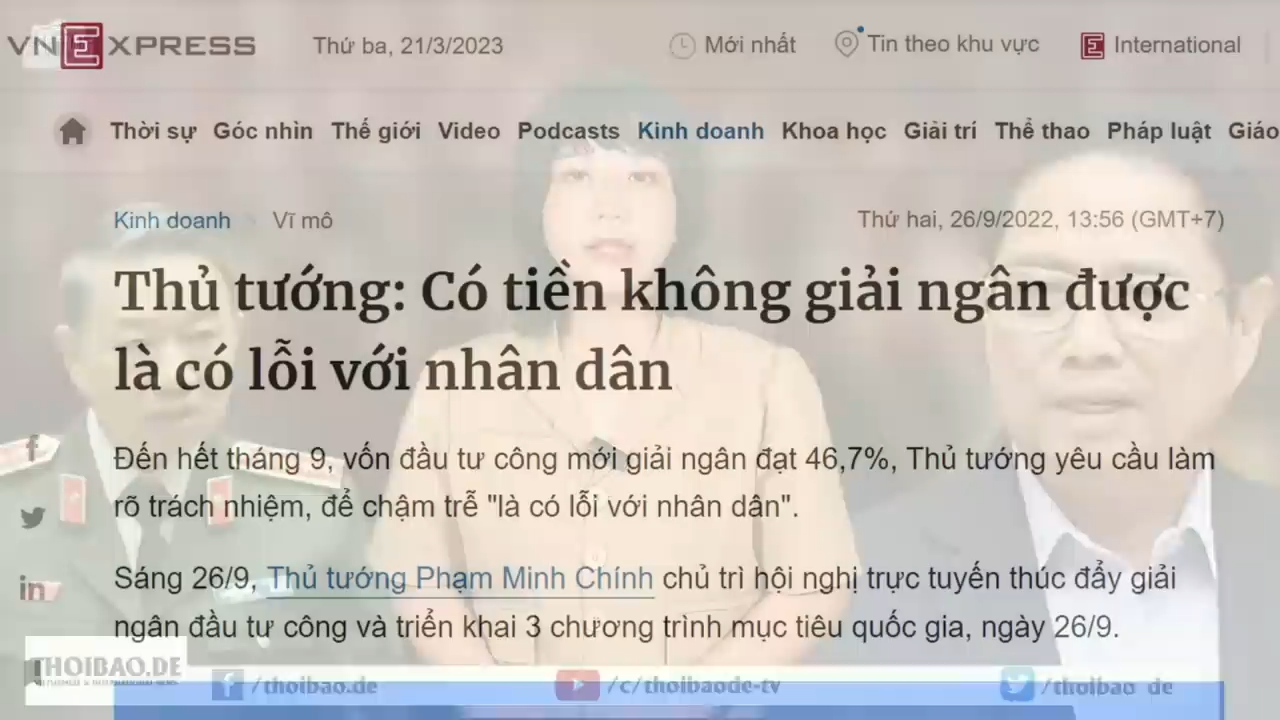 VNEXPRESS Thứ ba, 21/3/2023 Mới nhất Tin theo khu vực International
Thời sự Góc nhìn Thế giới Video Podcasts Kinh doanh Khoa học Giải trí Thể thao Pháp luật Giáo
Kinh doanh Vĩ mô Thứ hai, 26/9/2022, 13:56 (GMT+7)
Thủ tướng: Có tiền không giải ngân được
là có lỗi với nhân dân
Đến hết tháng 9, vốn đầu tư công mới giải ngân đạt 46,7%, Thủ tướng yêu cầu làm
rõ trách nhiệm, để chậm trễ "là có lỗi với nhân dân".
Sáng 26/9, Thủ tướng Phạm Minh Chính chủ trì hội nghị trực tuyến thúc đẩy giải
ngân đầu tư công và triển khai 3 chương trình mục tiêu quốc gia, ngày 26/9.
THOIBAO.DE
/thoibao.de /c/thoibaode-tv /thoibao de